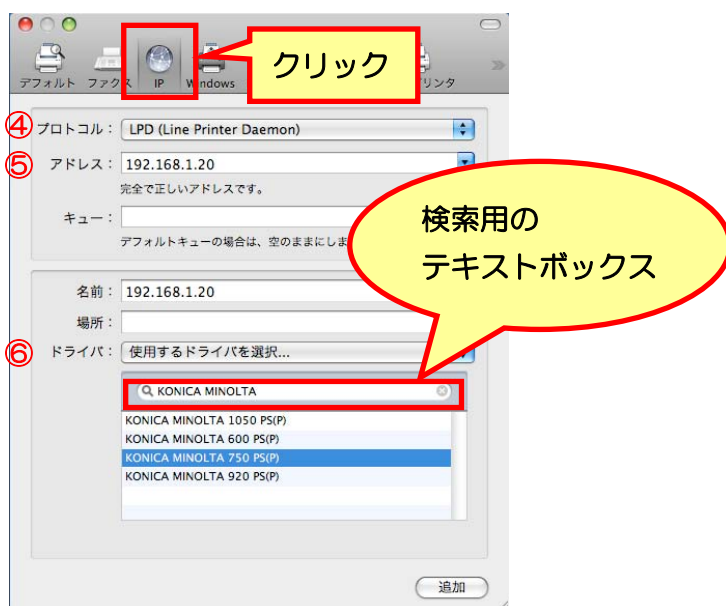 デフォルト ファクス IP Windows リンタ
クリック
④ プロトコル： LPD (Line Printer Daemon)
⑤ アドレス： 192.168.1.20
完全で正しいアドレスです。
キュー：
デフォルトキューの場合は、空のままにしま
検索用の
テキストボックス
名前： 192.168.1.20
場所：
⑥ ドライバ： 使用するドライバを選択...
KONICA MINOLTA
KONICA MINOLTA 1050 PS(P)
KONICA MINOLTA 600 PS(P)
KONICA MINOLTA 750 PS(P)
KONICA MINOLTA 920 PS(P)
追加